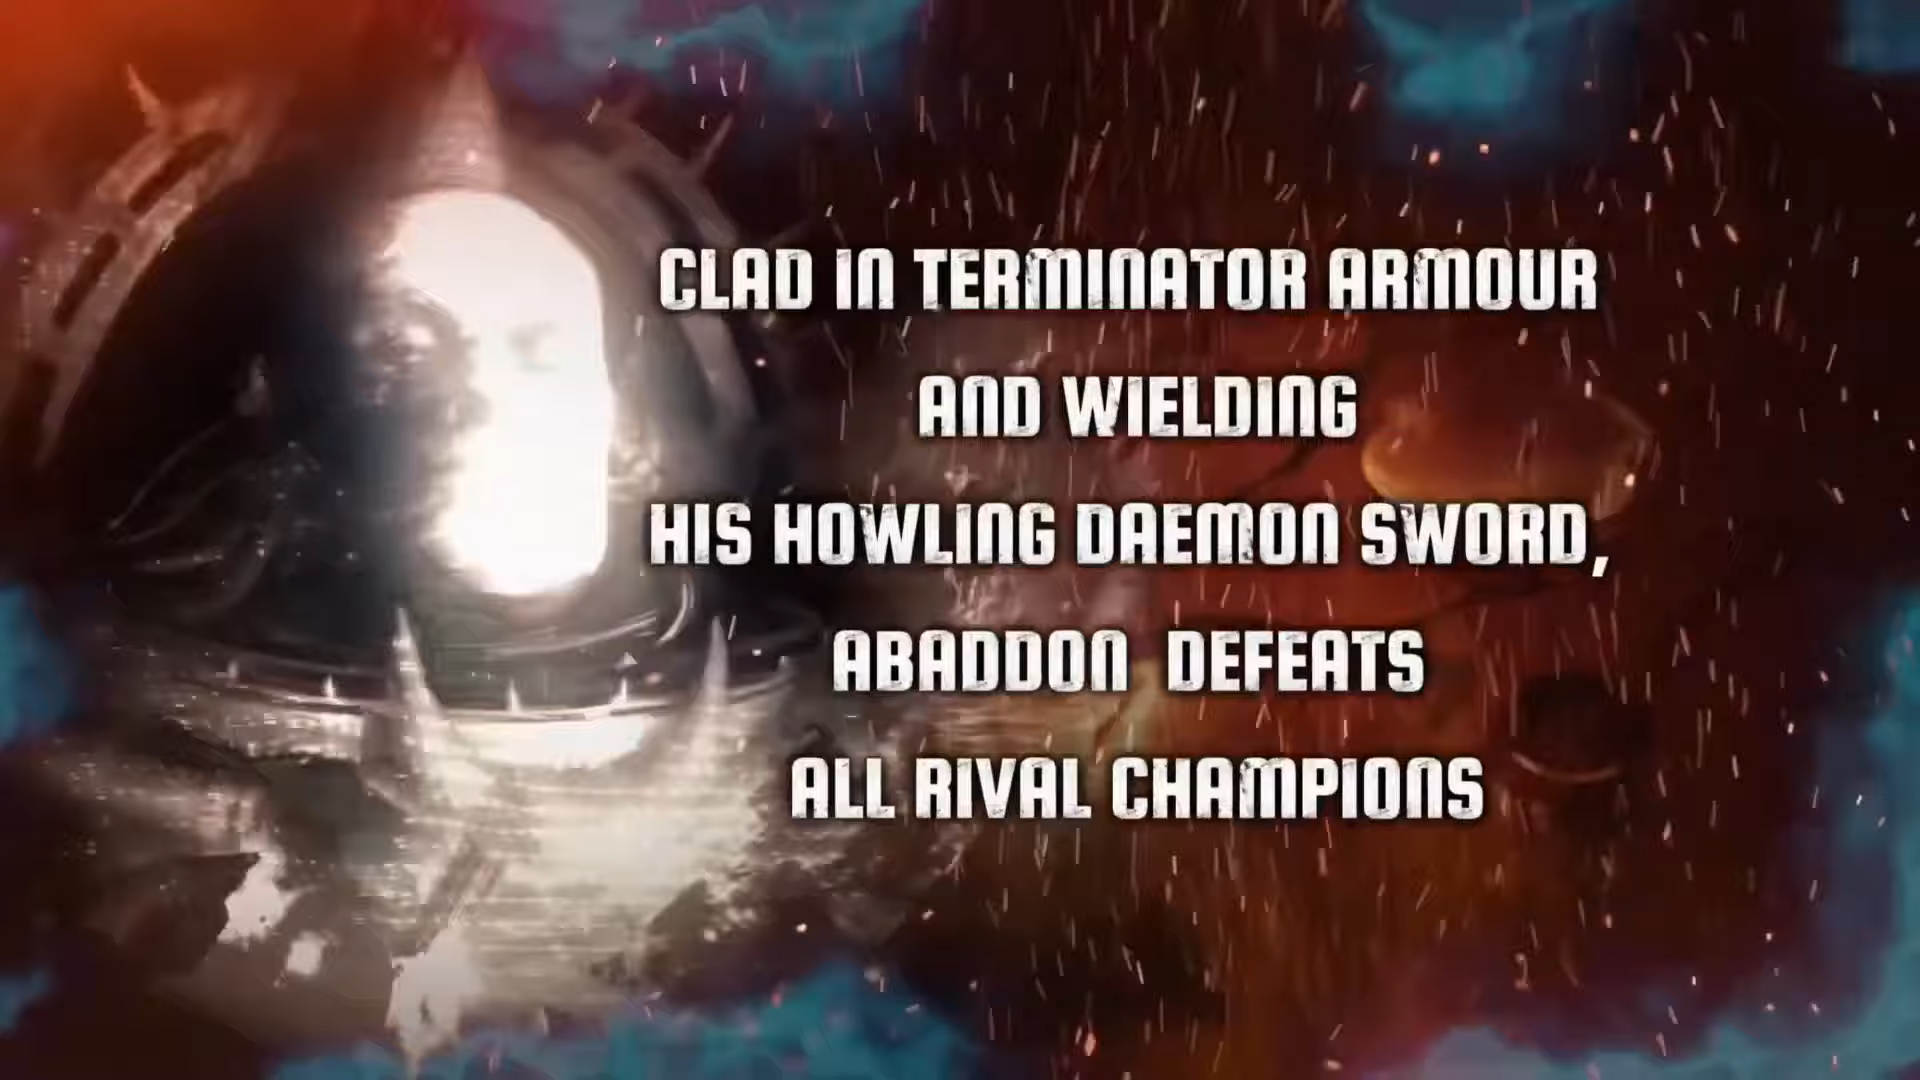 CLAD IN TERMINATOR ARMOUR
AND WIELDING
HIS HOWLING DAEMON SWORD,
ABADDON DEFEATS
ALL RIVAL CHAMPIONS